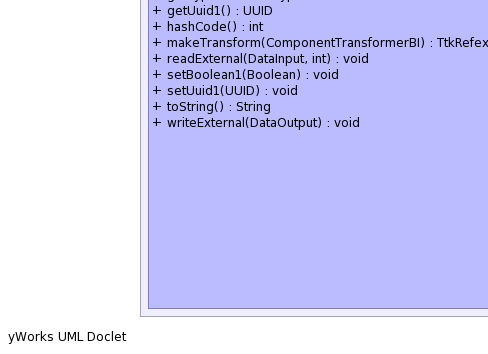 + getUuid1() : UUID
+ hashCode() : int
+ makeTransform(ComponentTransformerBI) : TtkRefex
+ readExternal(DataInput, int) : void
+ setBoolean1(Boolean) : void
+ setUuid1(UUID) : void
+ toString() : String
+ writeExternal(DataOutput) : void
yWorks UML Doclet